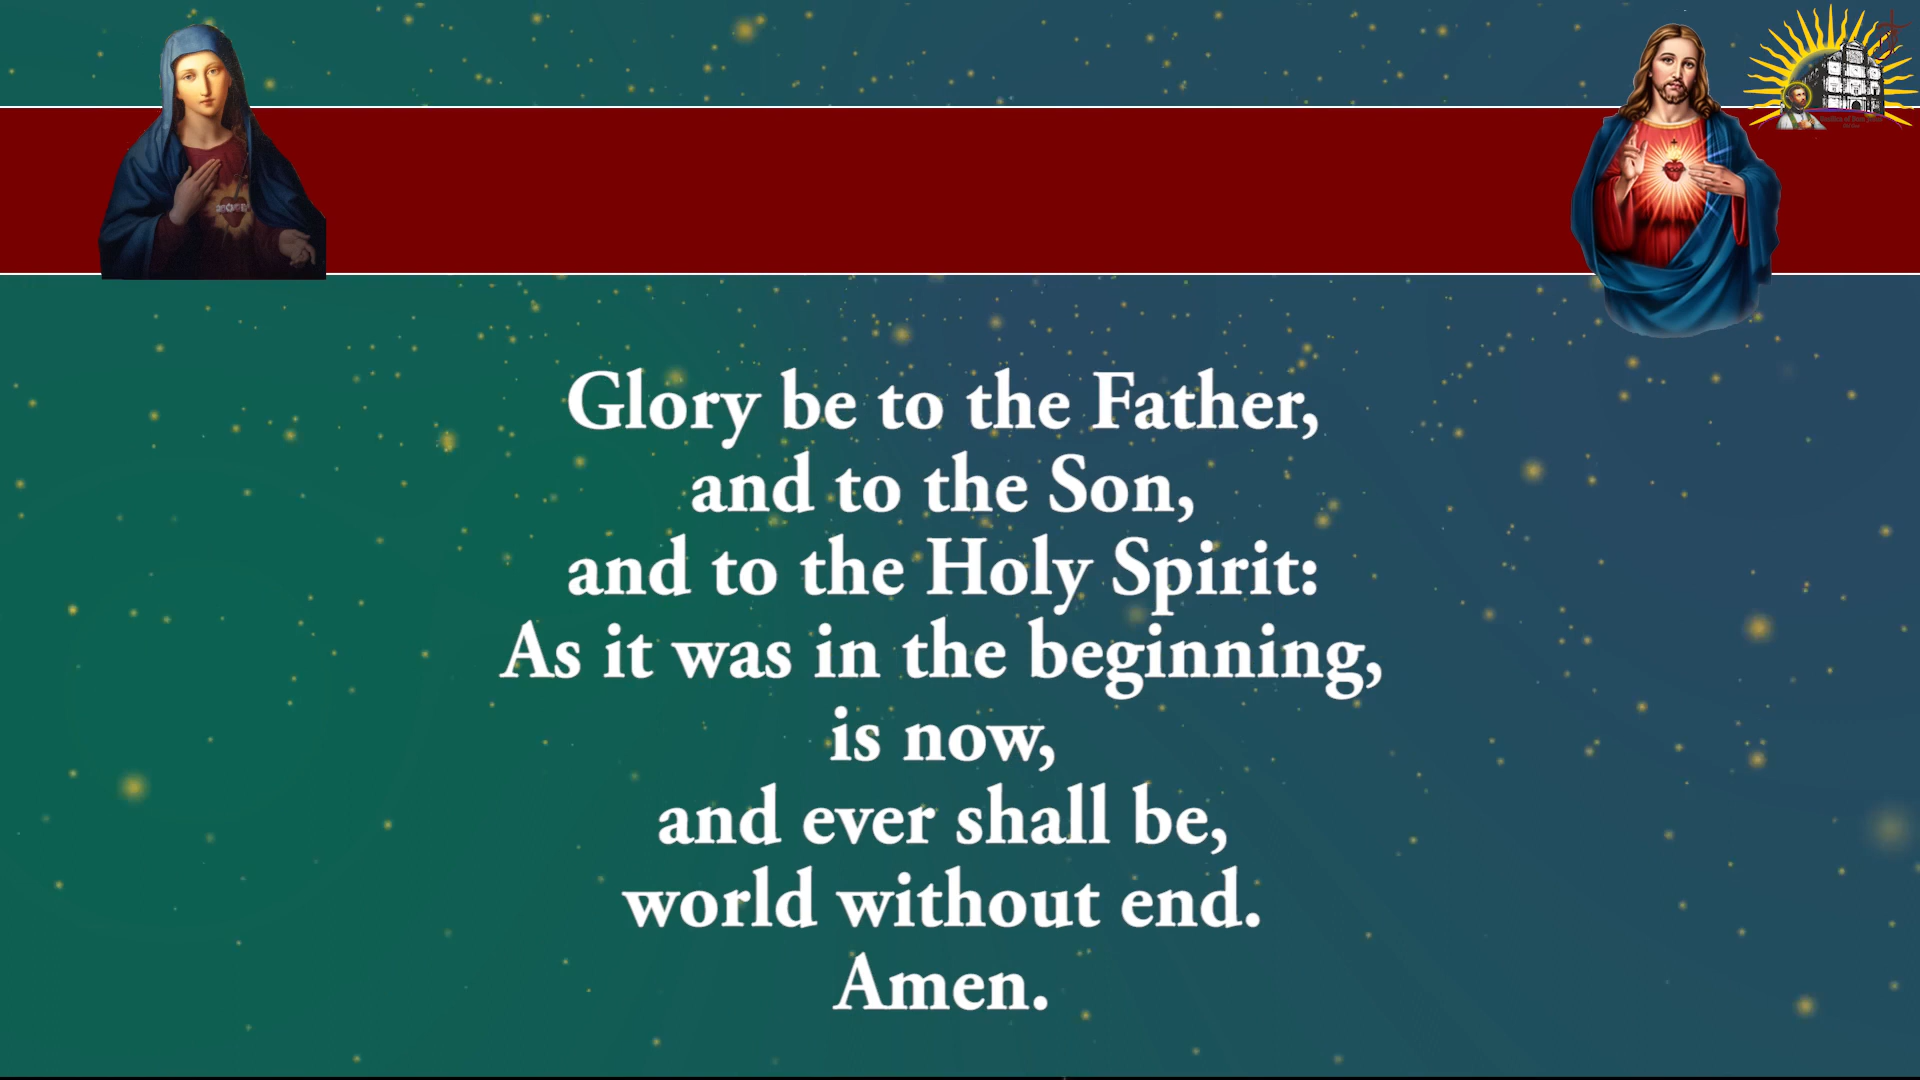 Glory be to the Father,
and to the Son,
and to the Holy Spirit:
As it was in the beginning,
is now,
and ever shall be,
world without end.
Amen.